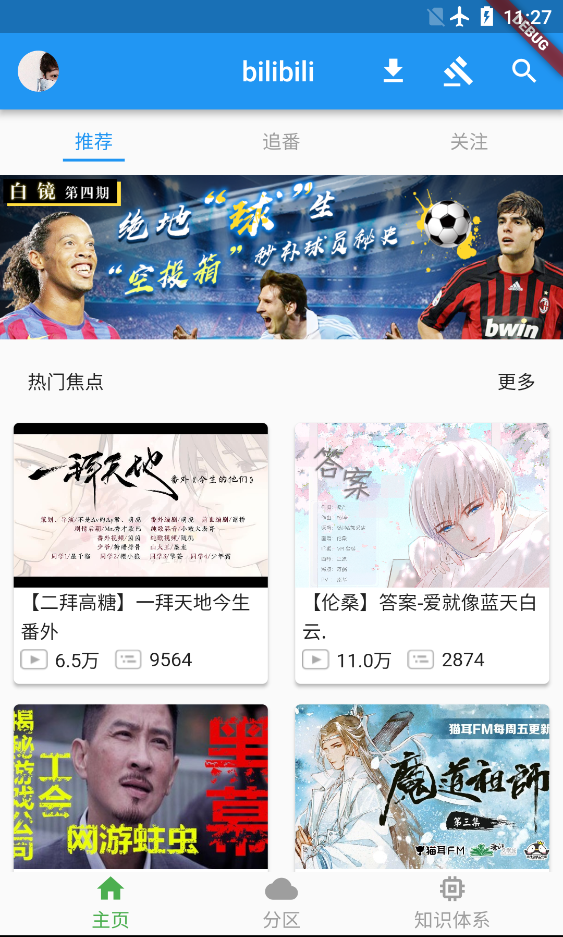 11:27
DEBUG
bilibili
推荐
追番
关注
白镜 第四期
绝地“球”生
“空投箱”秒扑球员秘史
bwin
热门焦点
更多
一拜天地
番外《今生的他们》
答案
【二拜高糖】一拜天地今生
番外
6.5万
9564
【伦桑】答案-爱就像蓝天白
云.
11.0万
2874
揭秘游戏公司
工会
黑幕
网游蛀虫
猫耳FM每周五更新
魔道祖师
第三集
猫耳FM
主页
分区
知识体系